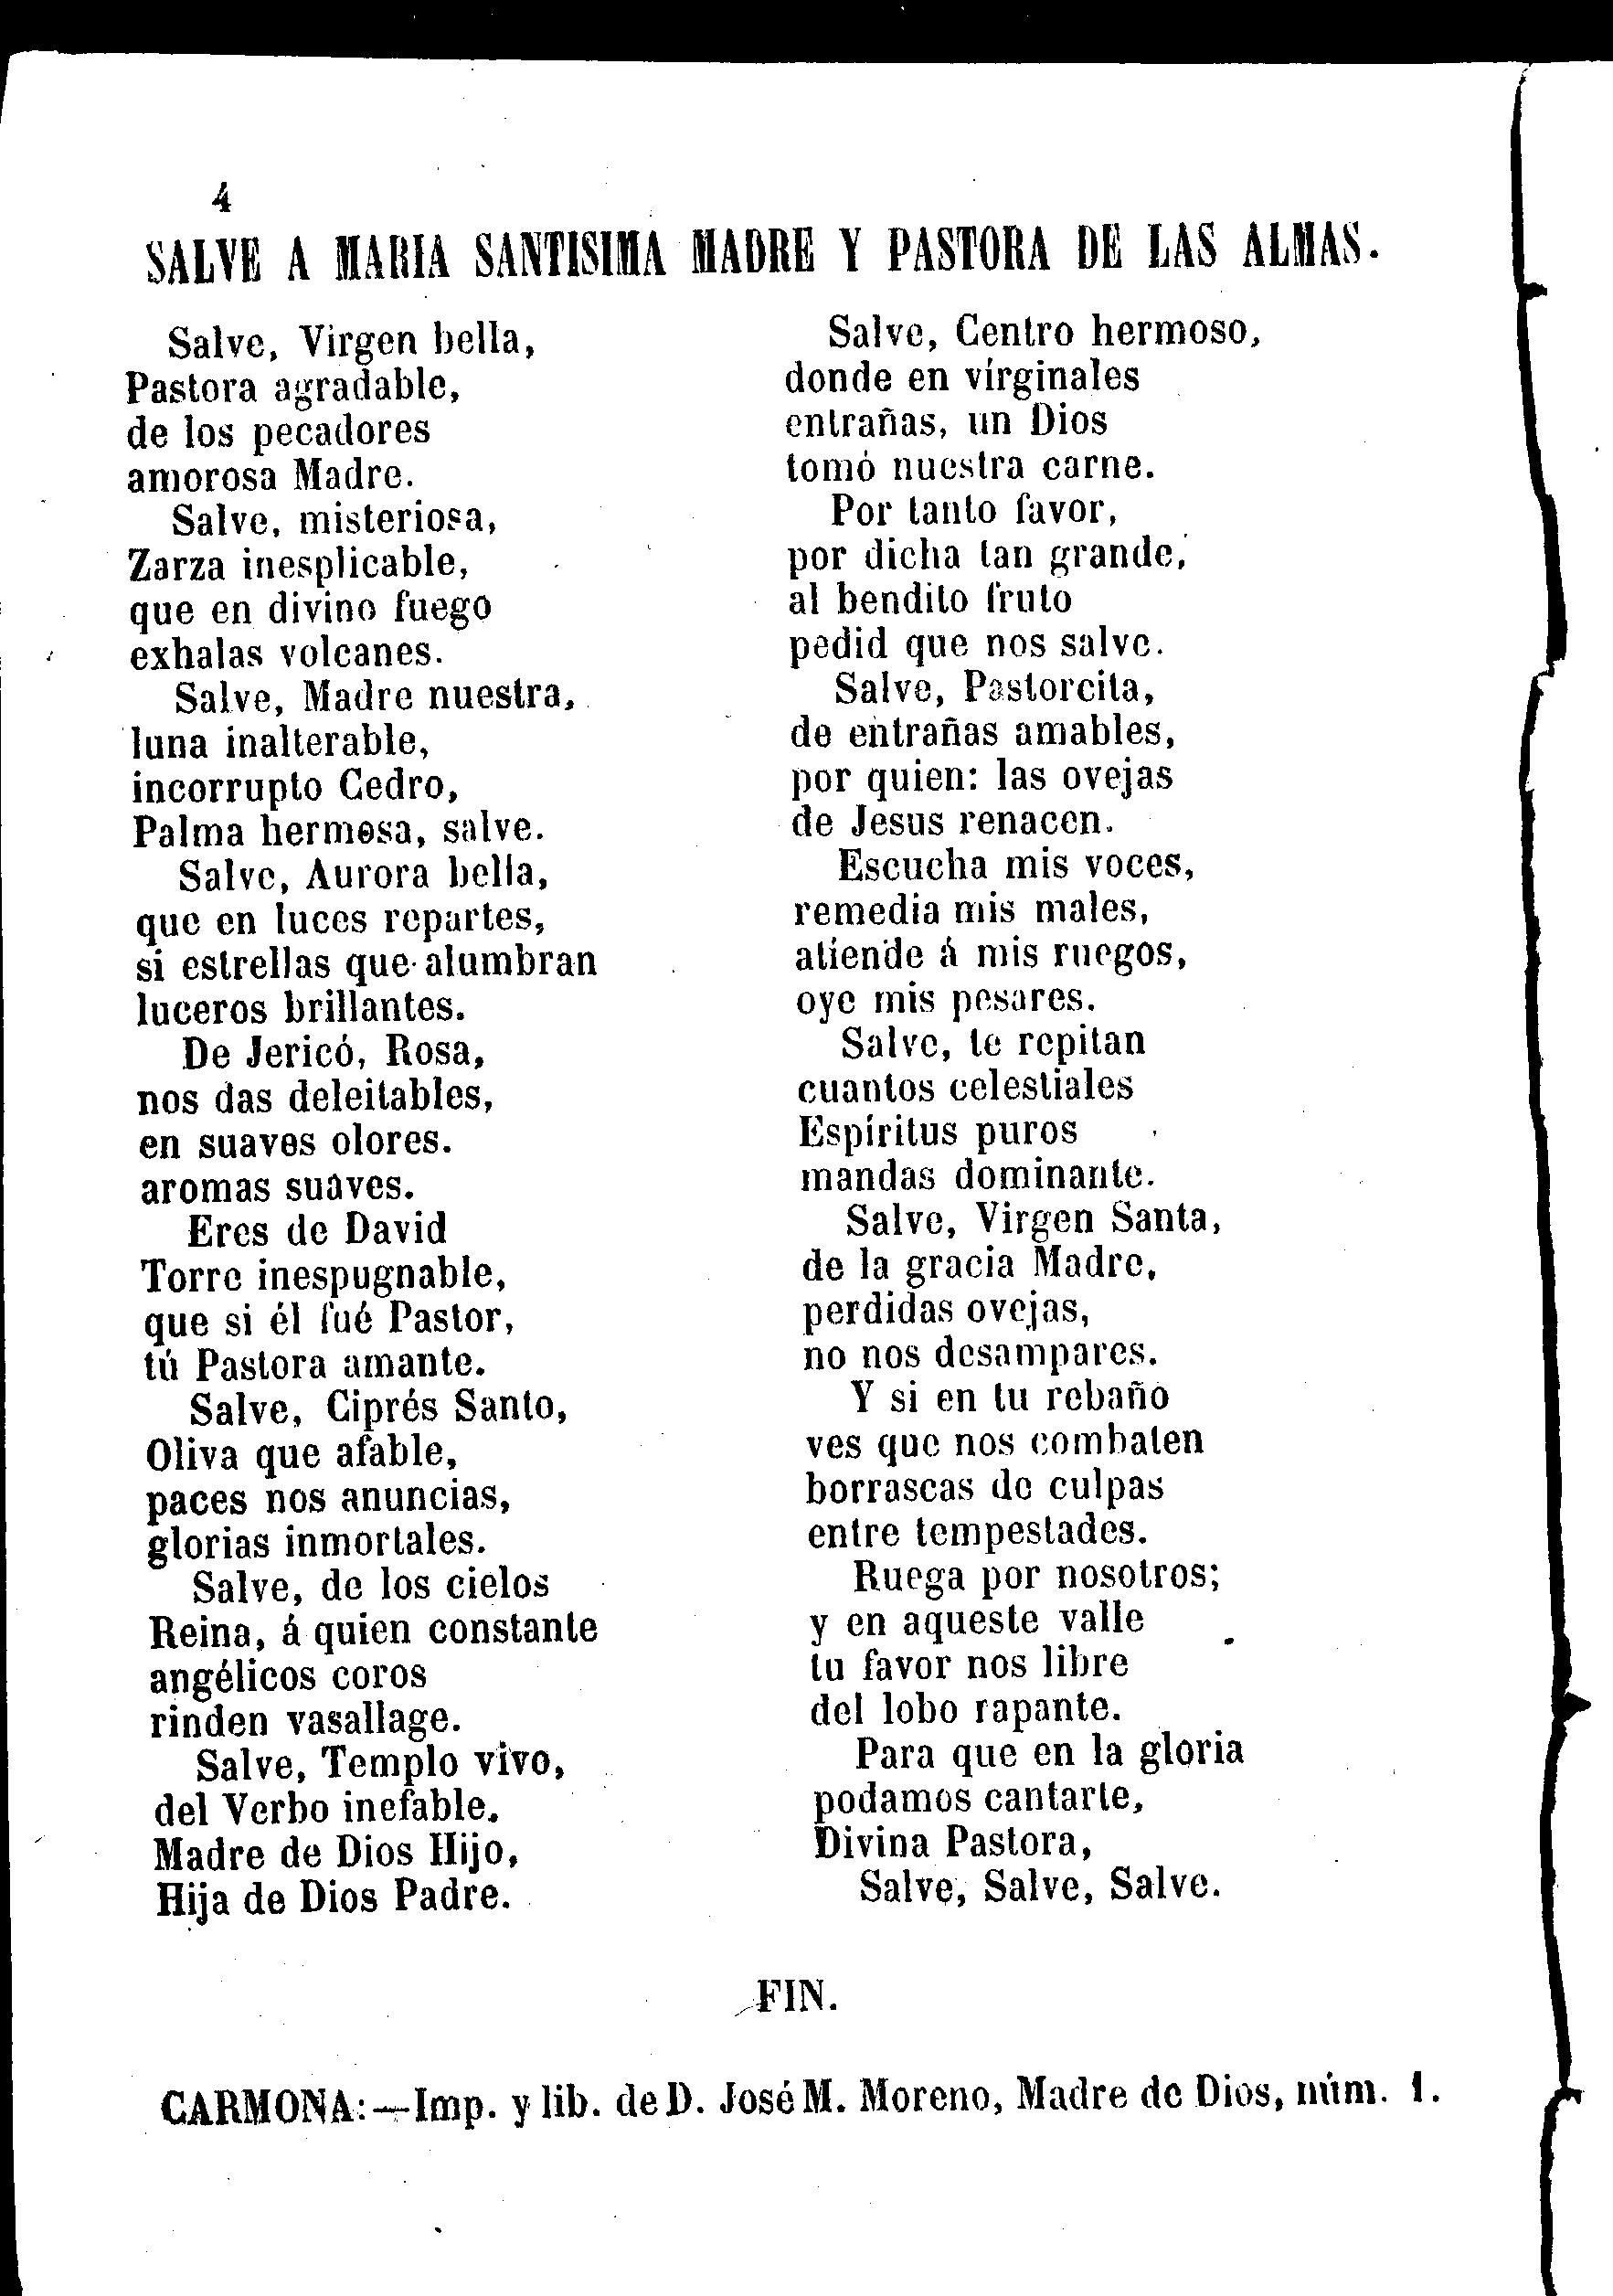 4
SALVE A MARIA SANTISIMA MADRE Y PASTORA DE LAS ALMAS.
Salve, Virgen bella,
Pastora agradable,
de los pecadores
amorosa Madre.
Salve, misteriosa,
Zarza inesplicable,
que en divino fuego
exhalas volcanes.
Salve, Madre nuestra,
luna inalterable,
incorrupto Cedro,
Palma hermosa, salve.
Salve, Aurora bella,
que en luces repartes,
si estrellas que alumbran
luceros brillantes.
De Jericó, Rosa,
nos das deleitables,
en suaves olores.
aromas suaves.
Eres de David
Torre inespugnable,
que si él fué Pastor,
tú Pastora amante.
Salve, Ciprés Santo,
Oliva que afable,
paces nos anuncias,
glorias inmortales.
Salve, de los cielos
Reina, á quien constante
angélicos coros
rinden vasallage.
Salve, Templo vivo,
del Verbo inefable.
Madre de Dios Hijo,
Hija de Dios Padre.
Salve, Centro hermoso,
donde en vírginales
entrañas, un Dios
tomó nuestra carne.
Por tanto favor,
por dicha tan grande,
al bendito fruto
pedid que nos salve.
Salve, Pastorcita,
de entrañas amables,
por quien: las ovejas
de Jesus renacen.
Escucha mis voces,
remedia mis males,
atiende á mis ruegos,
oye mis pesares.
Salve, te repitan
cuantos celestiales
Espíritus puros
mandas dominante.
Salve, Virgen Santa,
de la gracia Madre,
perdidas ovejas,
no nos desampares.
Y si en tu rebaño
ves que nos combaten
borrascas de culpas
entre tempestades.
Ruega por nosotros;
y en aqueste valle
tu favor nos libre
del lobo rapante.
Para que en la gloria
podamos cantarte,
Divina Pastora,
Salve, Salve, Salve.
FIN.
CARMONA:—Imp. y lib. de D. José M. Moreno, Madre de Dios, núm. 1.